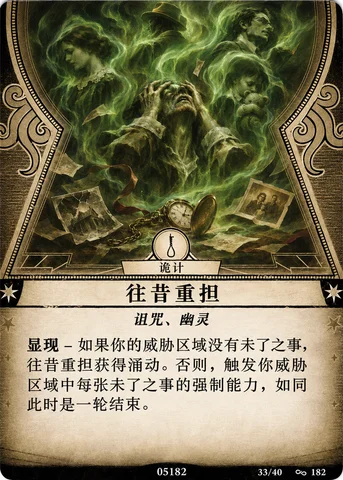 诡计
往昔重担
诅咒、幽灵
显现 – 如果你的威胁区域没有未了之事，
往昔重担获得涌动。否则，触发你威胁
区域中每张未了之事的强制能力，如同
此时是一轮结束。
05182
33/40
182